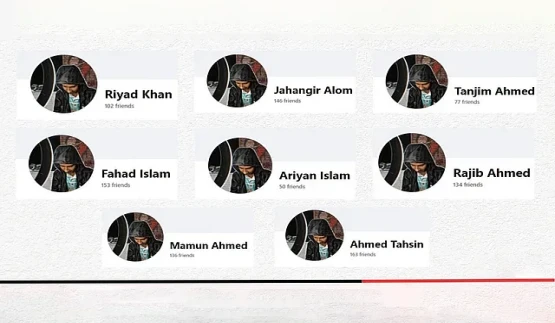 Riyad Khan
102 friends
Jahangir Alom
146 friends
Tanjim Ahmed
77 friends
Fahad Islam
153 friends
Ariyan Islam
50 friends
Rajib Ahmed
134 friends
Mamun Ahmed
136 friends
Ahmed Tahsin
163 friends